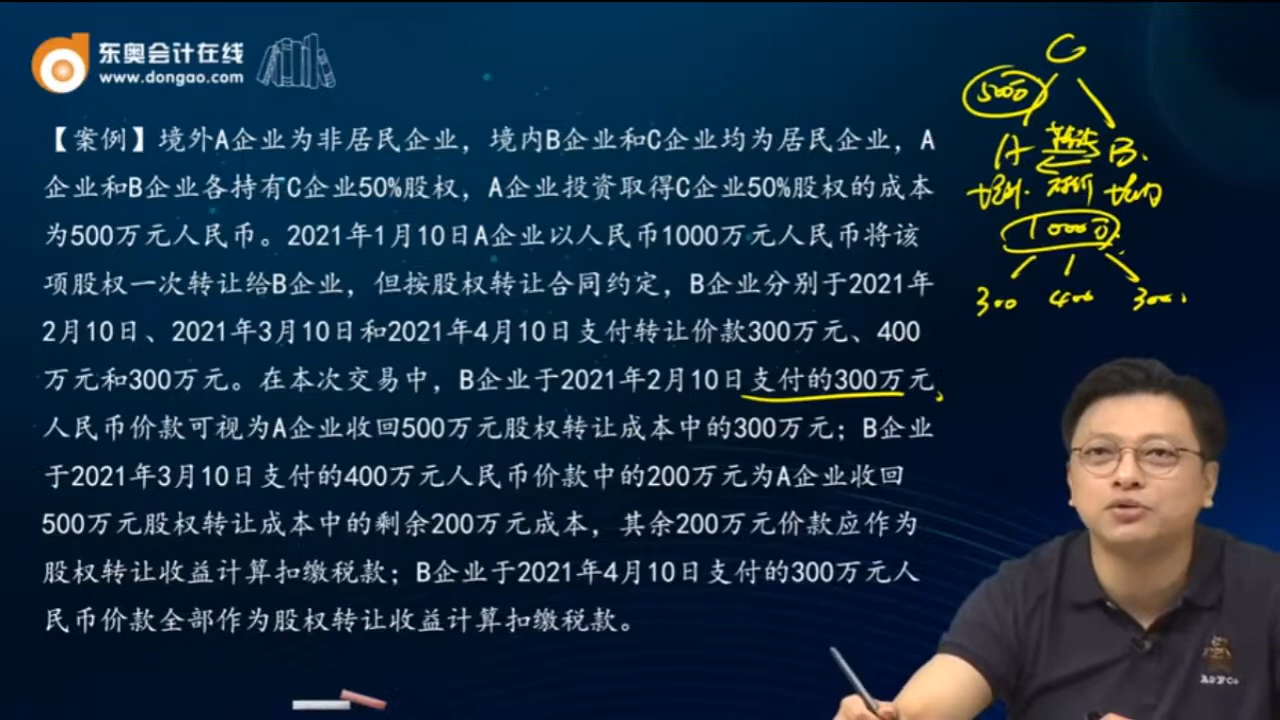 东奥会计在线
www.dongao.com
【案例】境外A企业为非居民企业，境内B企业和C企业均为居民企业，A
企业和B企业各持有C企业50%股权，A企业投资取得C企业50%股权的成本
为500万元人民币。2021年1月10日A企业以人民币1000万元人民币将该
项股权一次转让给B企业，但按股权转让合同约定，B企业分别于2021年
2月10日、2021年3月10日和2021年4月10日支付转让价款300万元、400
万元和300万元。在本次交易中，B企业于2021年2月10日支付的300万元
人民币价款可视为A企业收回500万元股权转让成本中的300万元；B企业
于2021年3月10日支付的400万元人民币价款中的200万元为A企业收回
500万元股权转让成本中的剩余200万元成本，其余200万元价款应作为
股权转让收益计算扣缴税款；B企业于2021年4月10日支付的300万元人
民币价款全部作为股权转让收益计算扣缴税款。
C
A
B
境外
境内
1000万
300 400 300